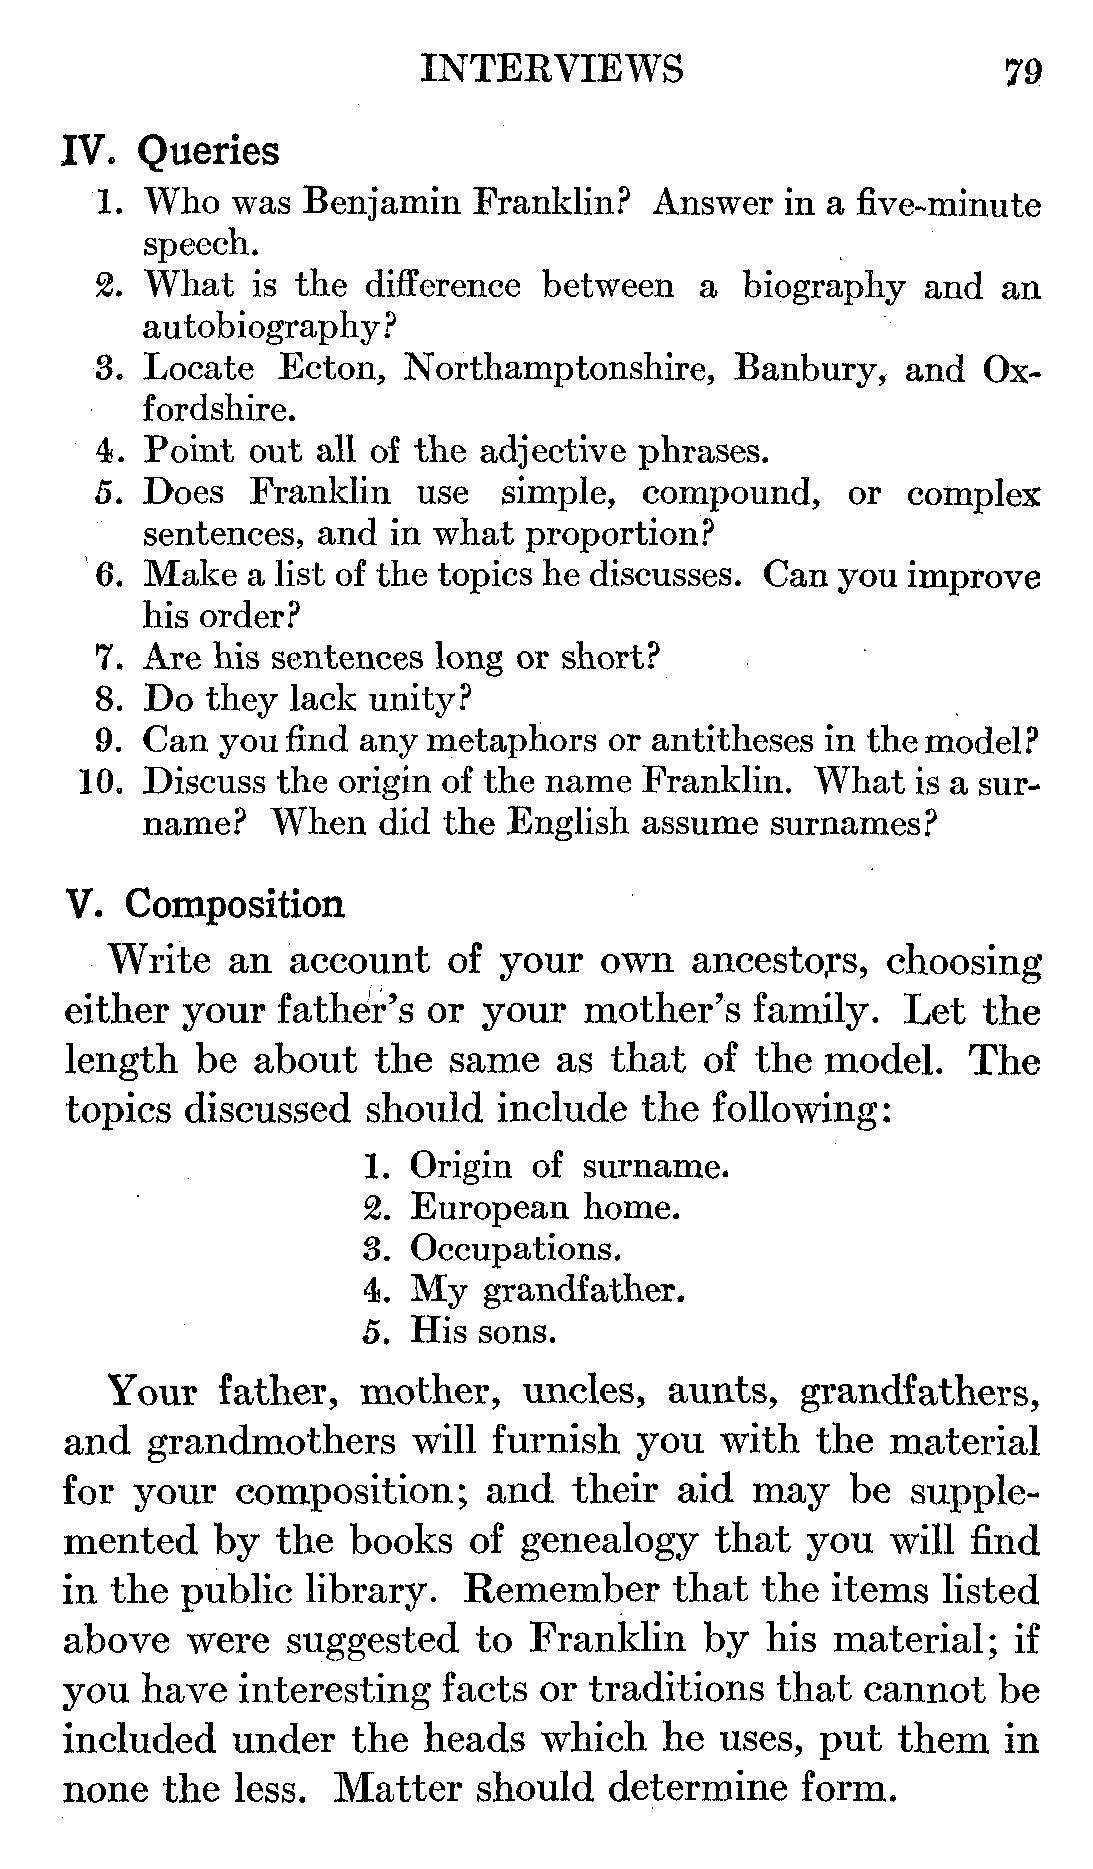 INTERVIEWS 79
IV. Queries
1. Who was Benjamin Franklin? Answer in a five-minute
speech.
2. What is the difference between a biography and an
autobiography?
3. Locate Ecton, Northamptonshire, Banbury, and Ox-
fordshire.
4. Point out all of the adjective phrases.
5. Does Franklin use simple, compound, or complex
sentences, and in what proportion?
6. Make a list of the topics he discusses. Can you improve
his order?
7. Are his sentences long or short?
8. Do they lack unity?
9. Can you find any metaphors or antitheses in the model?
10. Discuss the origin of the name Franklin. What is a sur-
name? When did the English assume surnames?
V. Composition
Write an account of your own ancestors, choosing
either your father's or your mother's family. Let the
length be about the same as that of the model. The
topics discussed should include the following:
1. Origin of surname.
2. European home.
3. Occupations.
4. My grandfather.
5. His sons.
Your father, mother, uncles, aunts, grandfathers,
and grandmothers will furnish you with the material
for your composition; and their aid may be supple-
mented by the books of genealogy that you will find
in the public library. Remember that the items listed
above were suggested to Franklin by his material; if
you have interesting facts or traditions that cannot be
included under the heads which he uses, put them in
none the less. Matter should determine form.